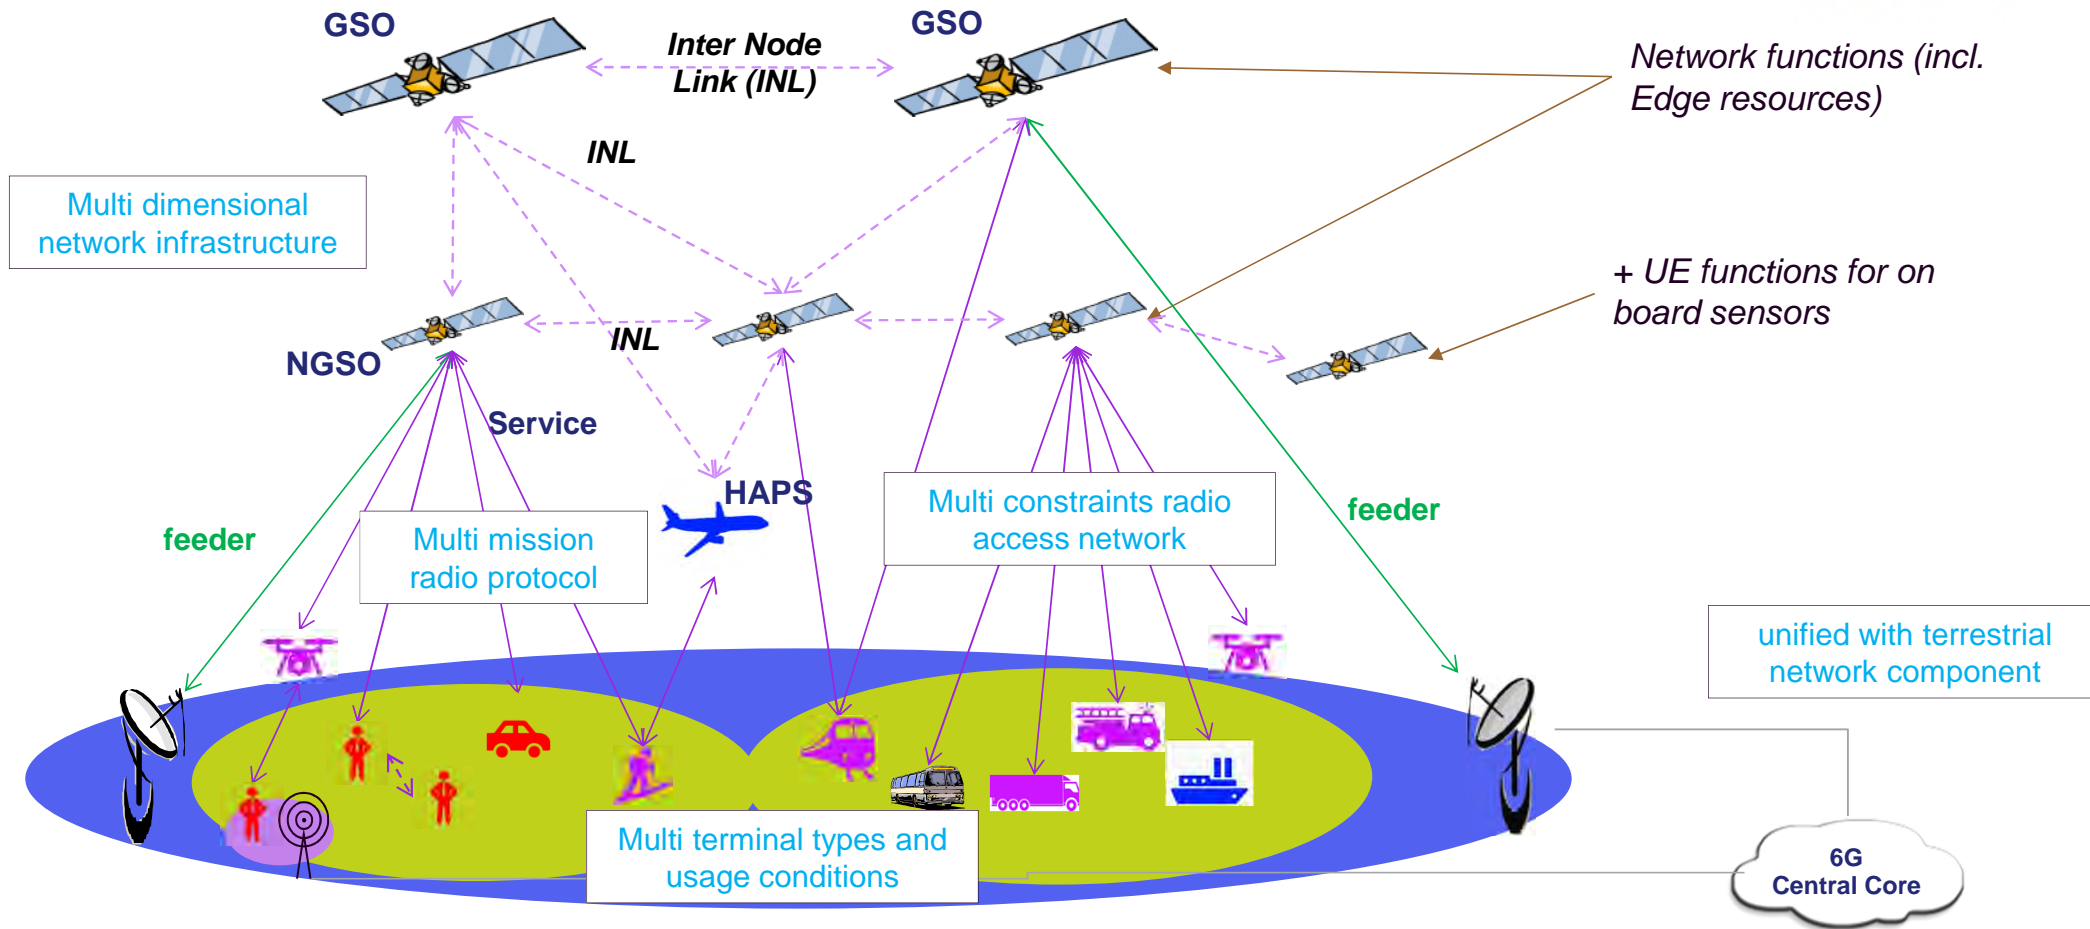 GSO
GSO
Inter Node
Link (INL)
Network functions (incl.
Edge resources)
INL
Multi dimensional
network infrastructure
+ UE functions for on
board sensors
INL
NGSO
Service
HAPS
Multi constraints radio
access network
feeder
feeder
Multi mission
radio protocol
unified with terrestrial
network component
Multi terminal types and
usage conditions
6G
Central Core